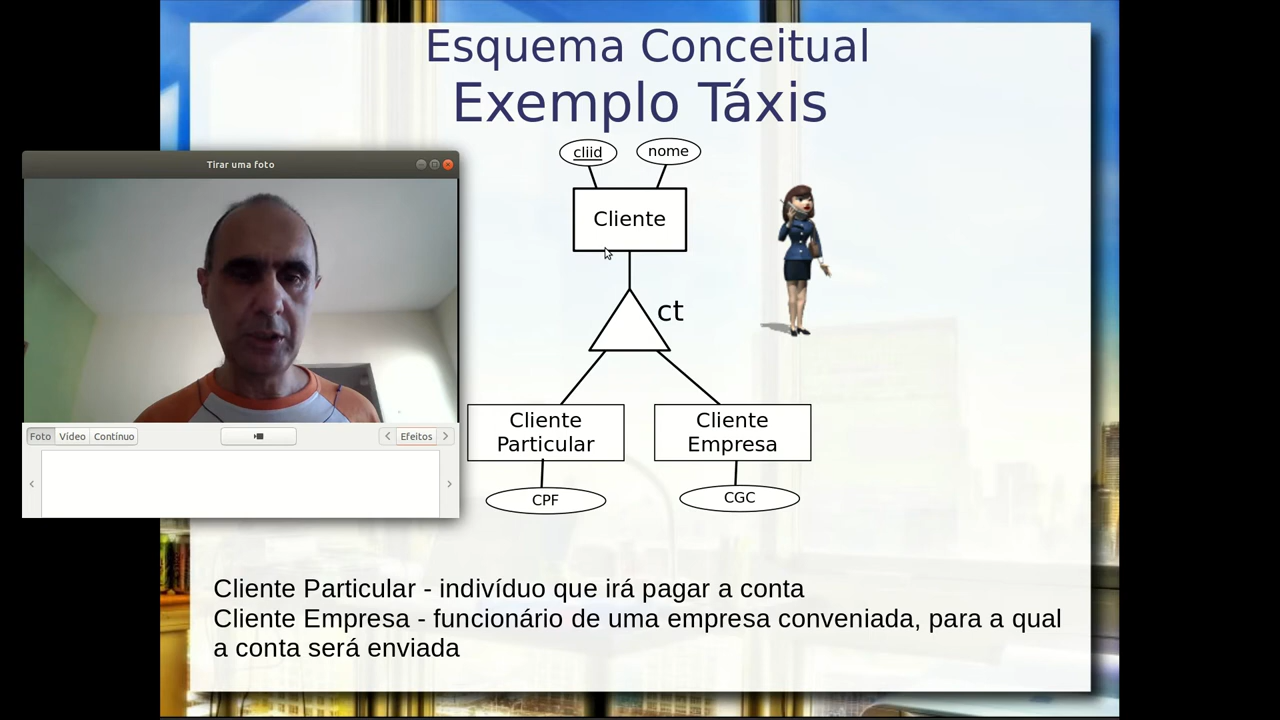 Esquema Conceitual
Exemplo Táxis
cliid
nome
Cliente
ct
Cliente
Particular
Cliente
Empresa
CPF
CGC
Cliente Particular - indivíduo que irá pagar a conta
Cliente Empresa - funcionário de uma empresa conveniada, para a qual
a conta será enviada
Tirar uma foto
Foto
Vídeo
Contínuo
Efeitos